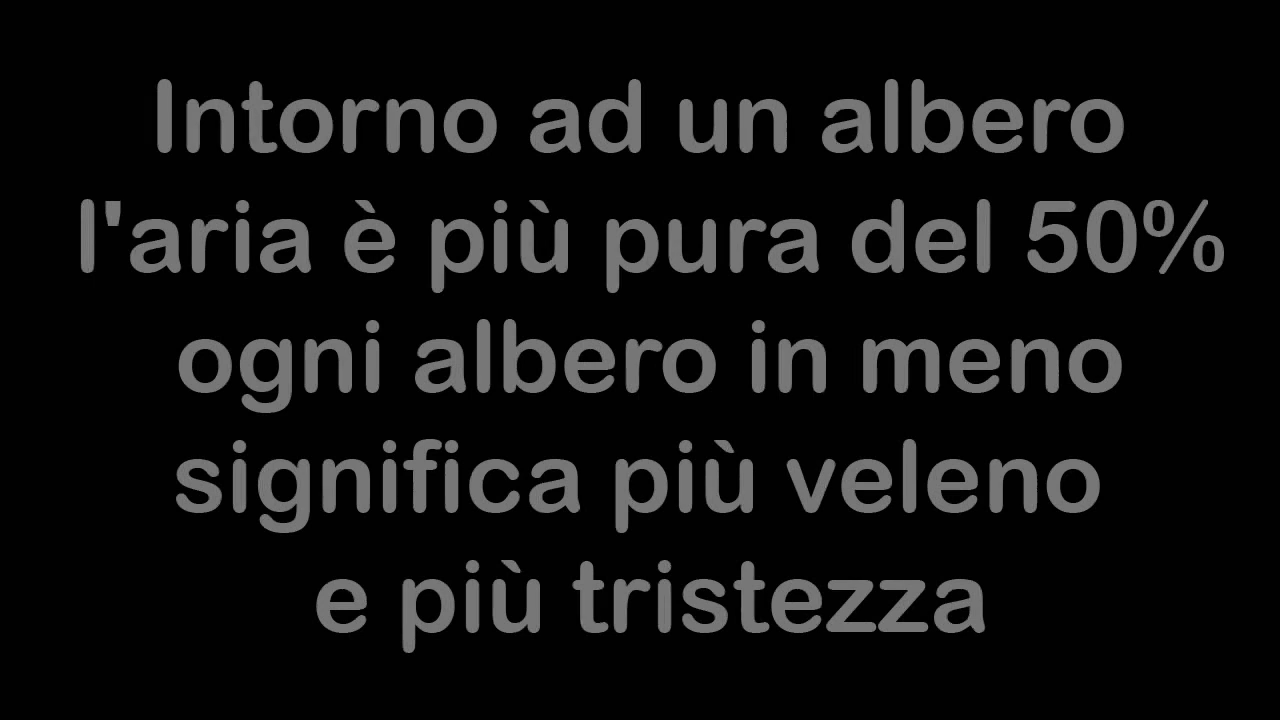 Intorno ad un albero
l'aria è più pura del 50%
ogni albero in meno
significa più veleno
e più tristezza